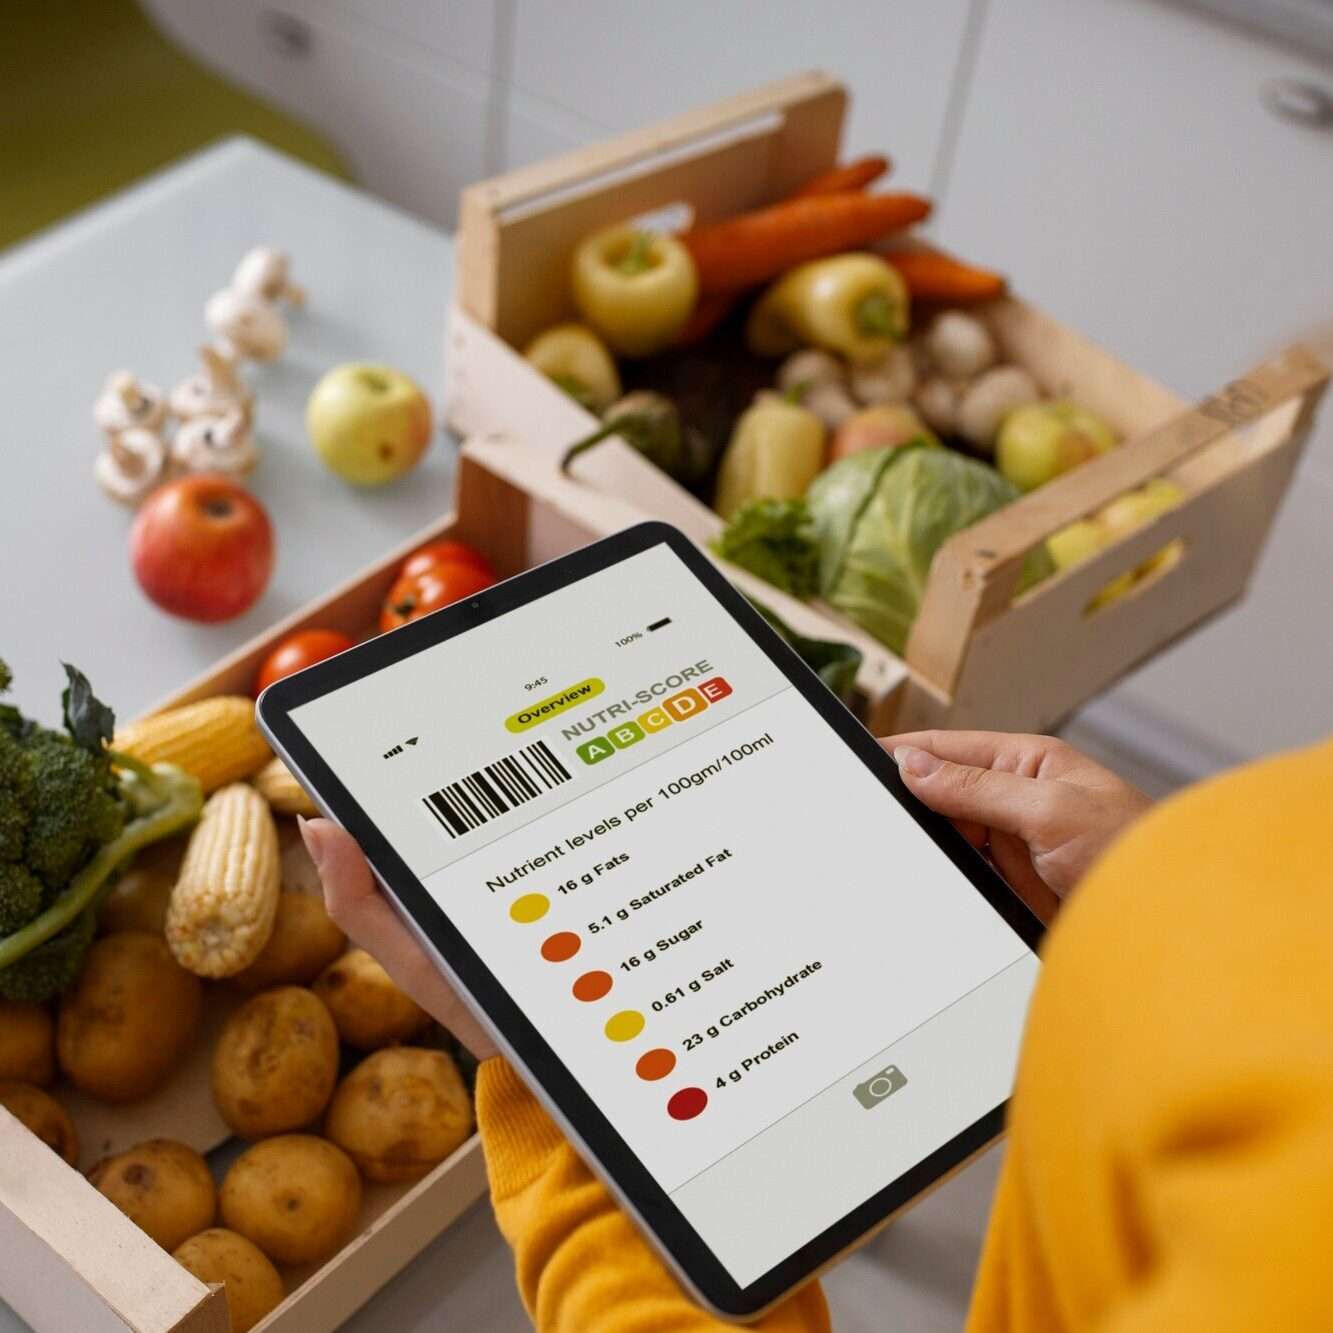 9:45
100%
Overview
NUTRI-SCORE
A B C D E
Nutrient levels per 100gm/100ml
16 g Fats
5.1 g Saturated Fat
16 g Sugar
0.61 g Salt
23 g Carbohydrate
4 g Protein